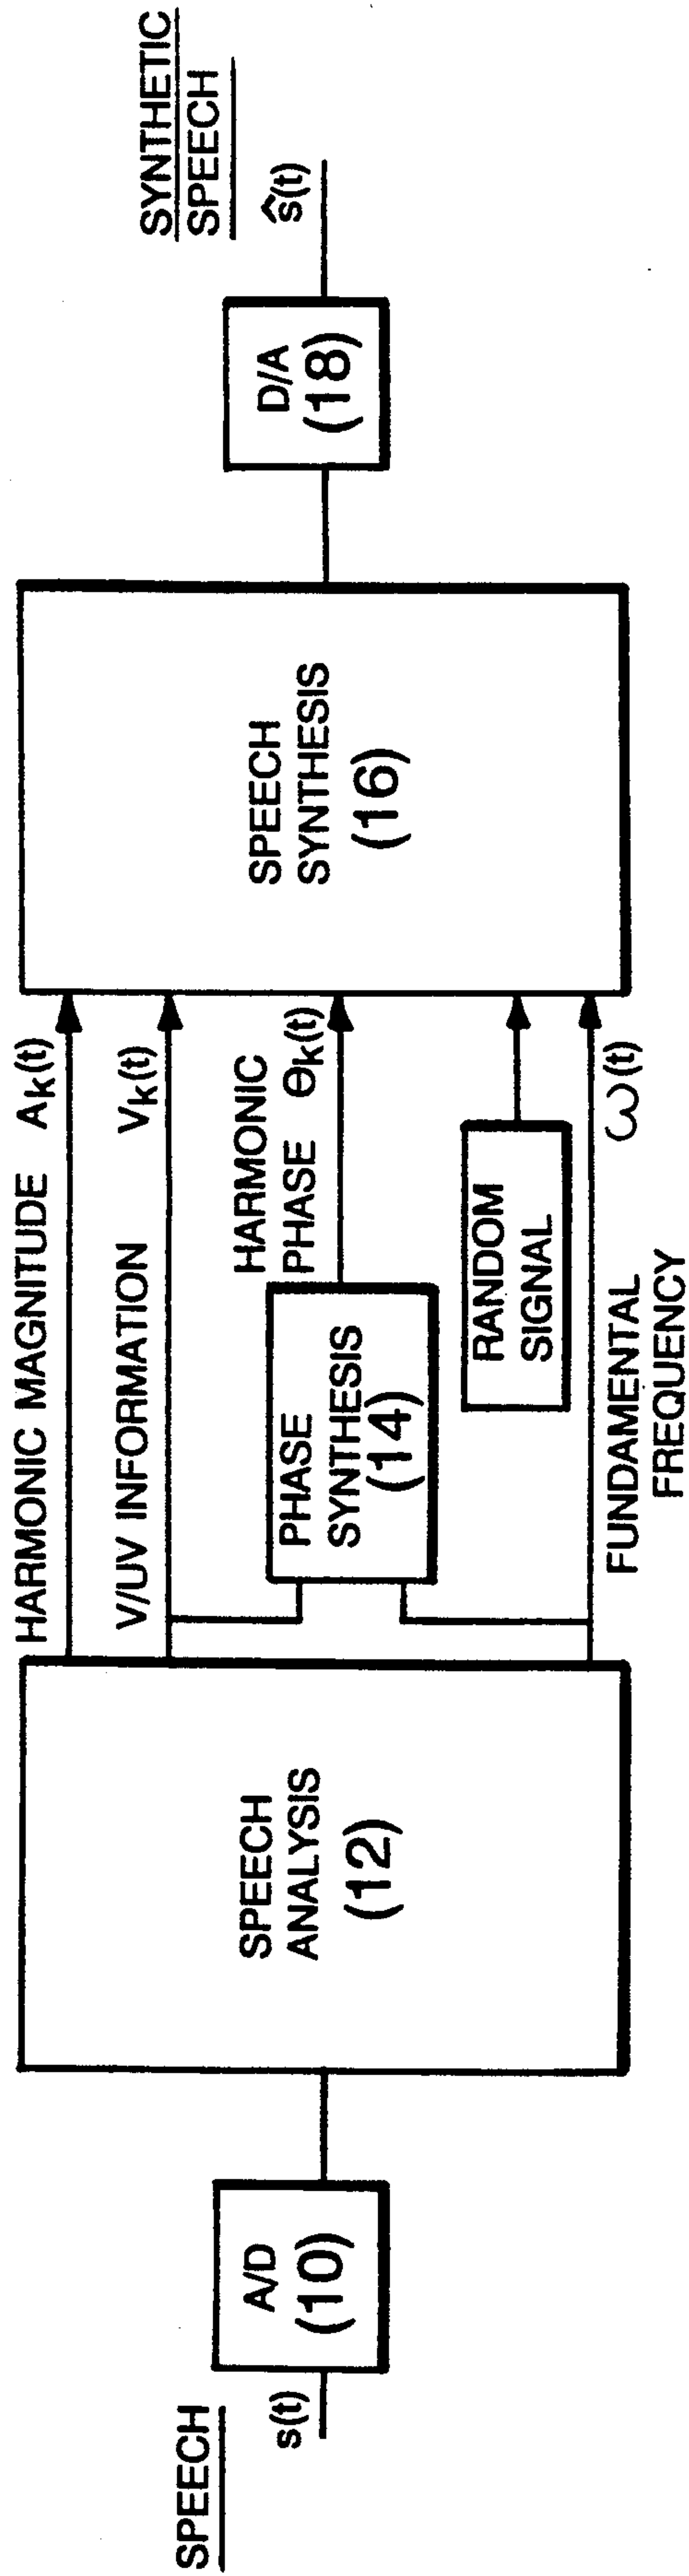 SPEECH
s(t)
A/D
(10)
SPEECH
ANALYSIS
(12)
HARMONIC MAGNITUDE Ak(t)
V/UV INFORMATION Vk(t)
PHASE
SYNTHESIS
(14)
HARMONIC
PHASE θk(t)
RANDOM
SIGNAL
FUNDAMENTAL
FREQUENCY
ω(t)
SPEECH
SYNTHESIS
(16)
D/A
(18)
SYNTHETIC
SPEECH
ŝ(t)